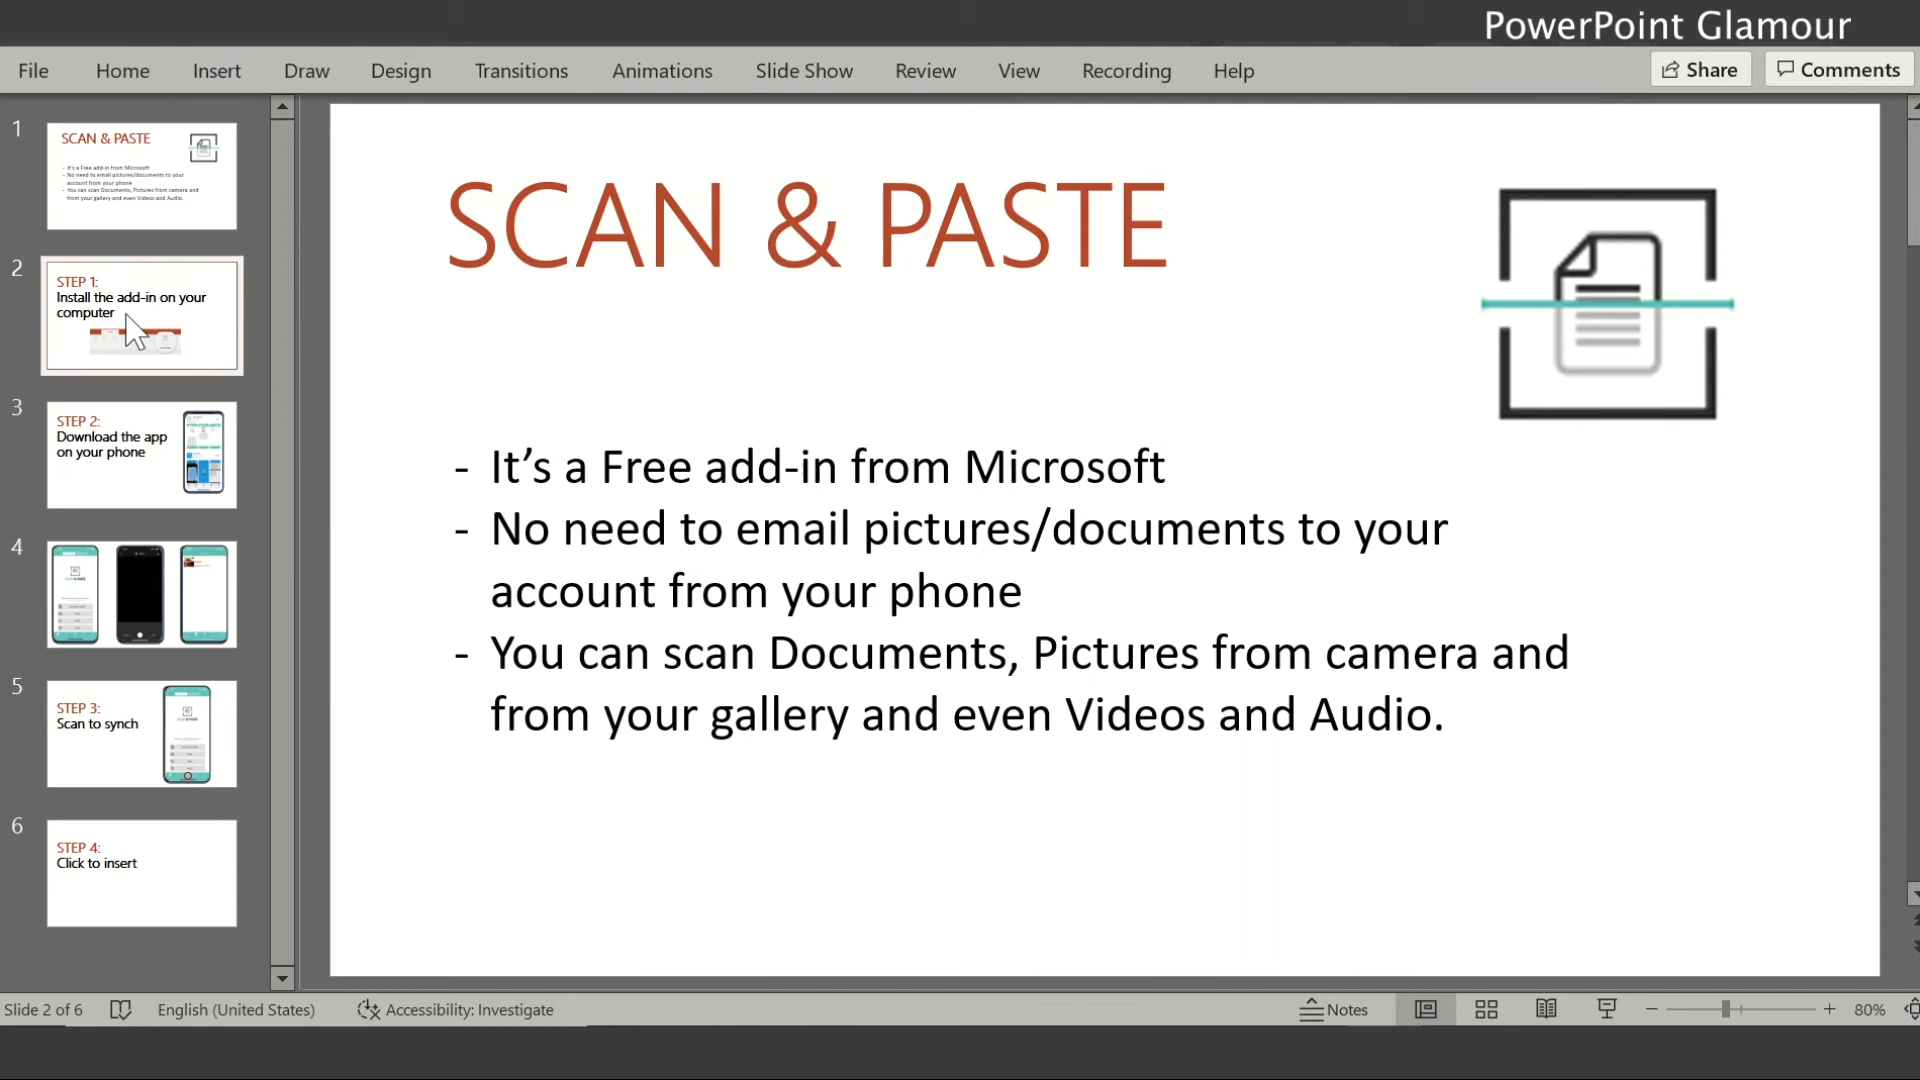 PowerPoint Glamour
File Home Insert Draw Design Transitions Animations Slide Show Review View Recording Help Share Comments
1
SCAN & PASTE
- It's a Free add-in from Microsoft
- No need to email pictures/documents to your
account from your phone
- You can scan Documents, Pictures from camera and
from your gallery and even Videos and Audio.
2
STEP 1:
Install the add-in on your
computer
3
STEP 2:
Download the app
on your phone
4
5
STEP 3:
Scan to synch
6
STEP 4:
Click to insert
SCAN & PASTE
- It’s a Free add-in from Microsoft
- No need to email pictures/documents to your
account from your phone
- You can scan Documents, Pictures from camera and
from your gallery and even Videos and Audio.
Slide 2 of 6 English (United States) Accessibility: Investigate Notes 80%